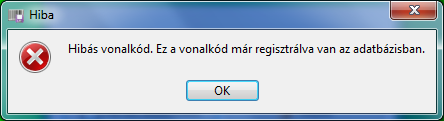 Hiba
Hibás vonalkód. Ez a vonalkód már regisztrálva van az adatbázisban.
OK